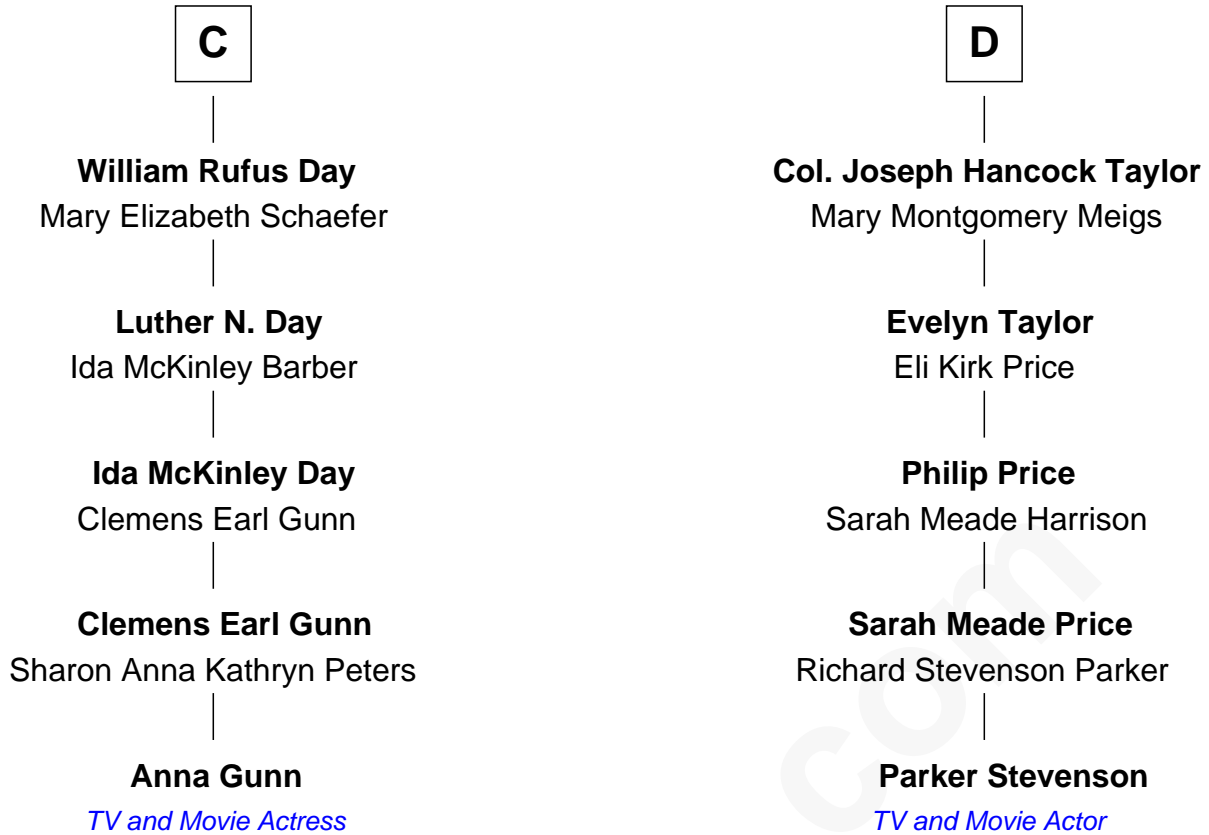 C
William Rufus Day
Mary Elizabeth Schaefer
Luther N. Day
Ida McKinley Barber
Ida McKinley Day
Clemens Earl Gunn
Clemens Earl Gunn
Sharon Anna Kathryn Peters
Anna Gunn
TV and Movie Actress
D
Col. Joseph Hancock Taylor
Mary Montgomery Meigs
Evelyn Taylor
Eli Kirk Price
Philip Price
Sarah Meade Harrison
Sarah Meade Price
Richard Stevenson Parker
Parker Stevenson
TV and Movie Actor
com